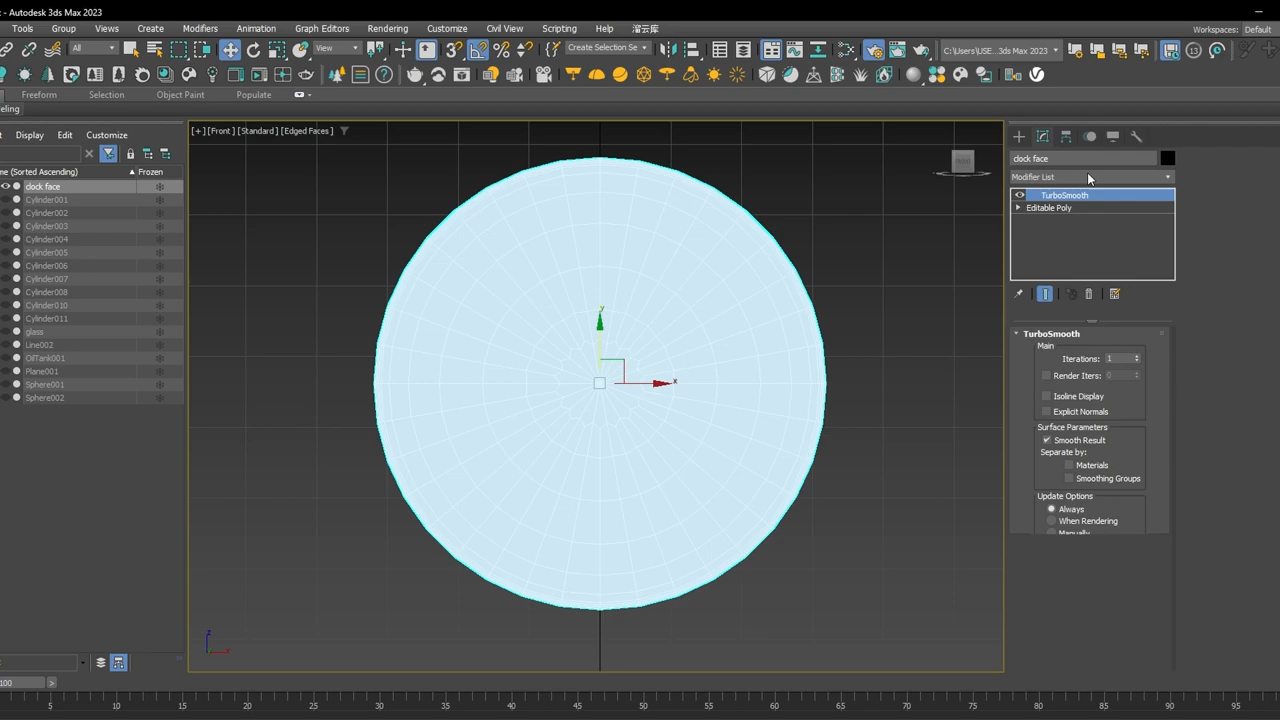 - Autodesk 3ds Max 2023
Tools Group Views Create Modifiers Animation Graph Editors Rendering Customize Civil View Scripting Help 溜云库 Workspaces: Default
All View Create Selection Se C:\Users\USE...3ds Max 2023
Freeform Selection Object Paint Populate
eling
Display Edit Customize
[+] [Front] [Standard] [Edged Faces]
FRONT
clock face
me (Sorted Ascending) Frozen
Modifier List
clock face
TurboSmooth
Cylinder001
Editable Poly
Cylinder002
Cylinder003
Cylinder004
Cylinder005
Cylinder006
Cylinder007
Cylinder008
Cylinder010
Cylinder011
glass
Line002
OilTank001
Plane001
Sphere001
Sphere002
y
x
z
TurboSmooth
Main
Iterations: 1
Render Iters: 0
Isoline Display
Explicit Normals
Surface Parameters
Smooth Result
Separate by:
Materials
Smoothing Groups
Update Options
Always
When Rendering
Manually
100 >
5 10 15 20 25 30 35 40 45 50 55 60 65 70 75 80 85 90 95